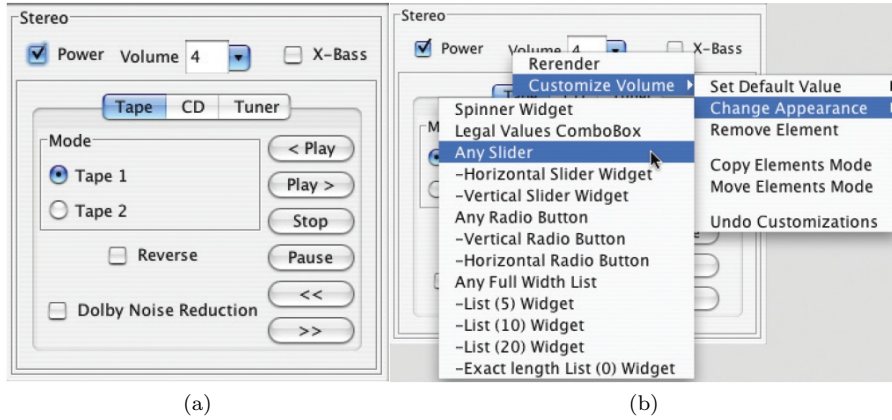 Stereo
Power Volume 4 X-Bass
Tape CD Tuner
Mode
Tape 1
Tape 2
Reverse
Dolby Noise Reduction
< Play
Play >
Stop
Pause
<<
>>
(a)
Stereo
Power Volume 4 X-Bass
Rerender
Customize Volume
Set Default Value
Change Appearance
Remove Element
Copy Elements Mode
Move Elements Mode
Undo Customizations
Spinner Widget
Legal Values ComboBox
Any Slider
-Horizontal Slider Widget
-Vertical Slider Widget
Any Radio Button
-Vertical Radio Button
-Horizontal Radio Button
Any Full Width List
-List (5) Widget
-List (10) Widget
-List (20) Widget
-Exact length List (0) Widget
(b)